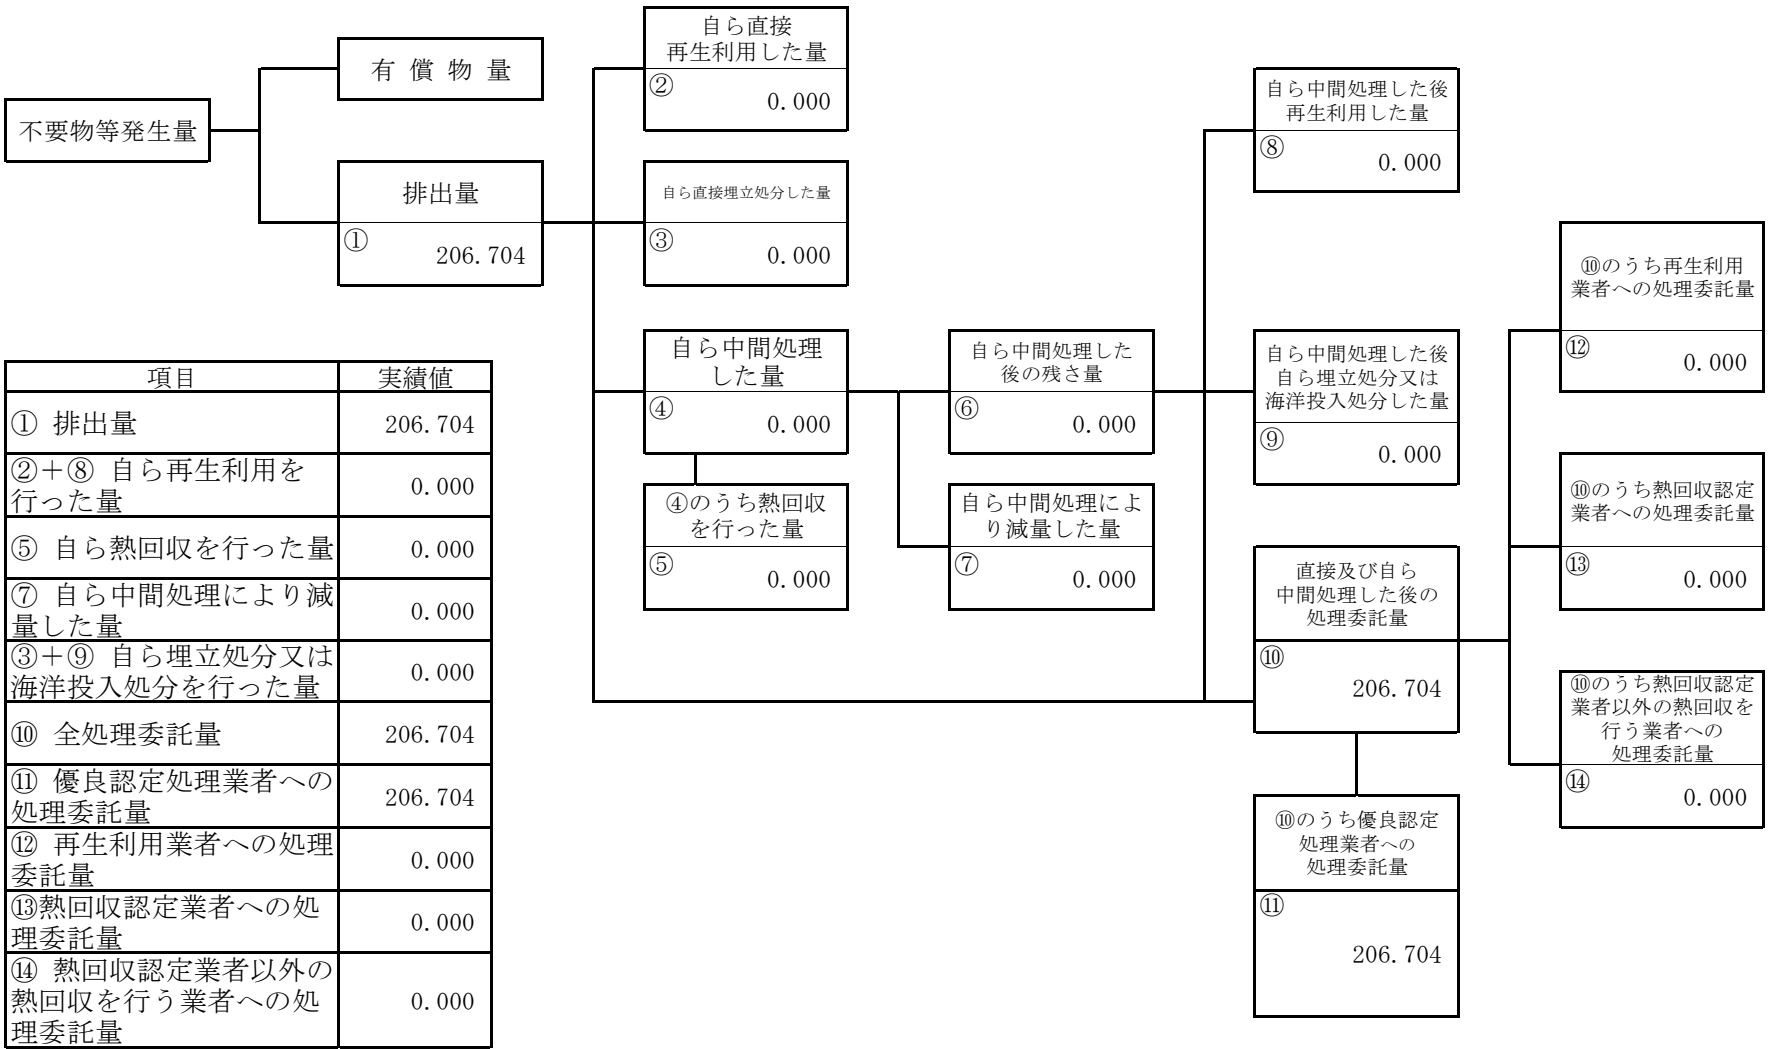 不要物等発生量
有 償 物 量
排出量
①
206.704
自ら直接
再生利用した量
②
0.000
自ら直接埋立処分した量
③
0.000
自ら中間処理
した量
④
0.000
④のうち熱回収
を行った量
⑤
0.000
自ら中間処理した
後の残さ量
⑥
0.000
自ら中間処理によ
り減量した量
⑦
0.000
自ら中間処理した後
再生利用した量
⑧
0.000
自ら中間処理した後
自ら埋立処分又は
海洋投入処分した量
⑨
0.000
直接及び自ら
中間処理した後の
処理委託量
⑩
206.704
⑩のうち優良認定
処理業者への
処理委託量
⑪
206.704
⑩のうち再生利用
業者への処理委託量
⑫
0.000
⑩のうち熱回収認定
業者への処理委託量
⑬
0.000
⑩のうち熱回収認定
業者以外の熱回収を
行う業者への
処理委託量
⑭
0.000
項目 実績値
① 排出量 206.704
②＋⑧ 自ら再生利用を
行った量 0.000
⑤ 自ら熱回収を行った量 0.000
⑦ 自ら中間処理により減
量した量 0.000
③＋⑨ 自ら埋立処分又は
海洋投入処分を行った量 0.000
⑩ 全処理委託量 206.704
⑪ 優良認定処理業者への
処理委託量 206.704
⑫ 再生利用業者への処理
委託量 0.000
⑬熱回収認定業者への処
理委託量 0.000
⑭ 熱回収認定業者以外の
熱回収を行う業者への処
理委託量 0.000